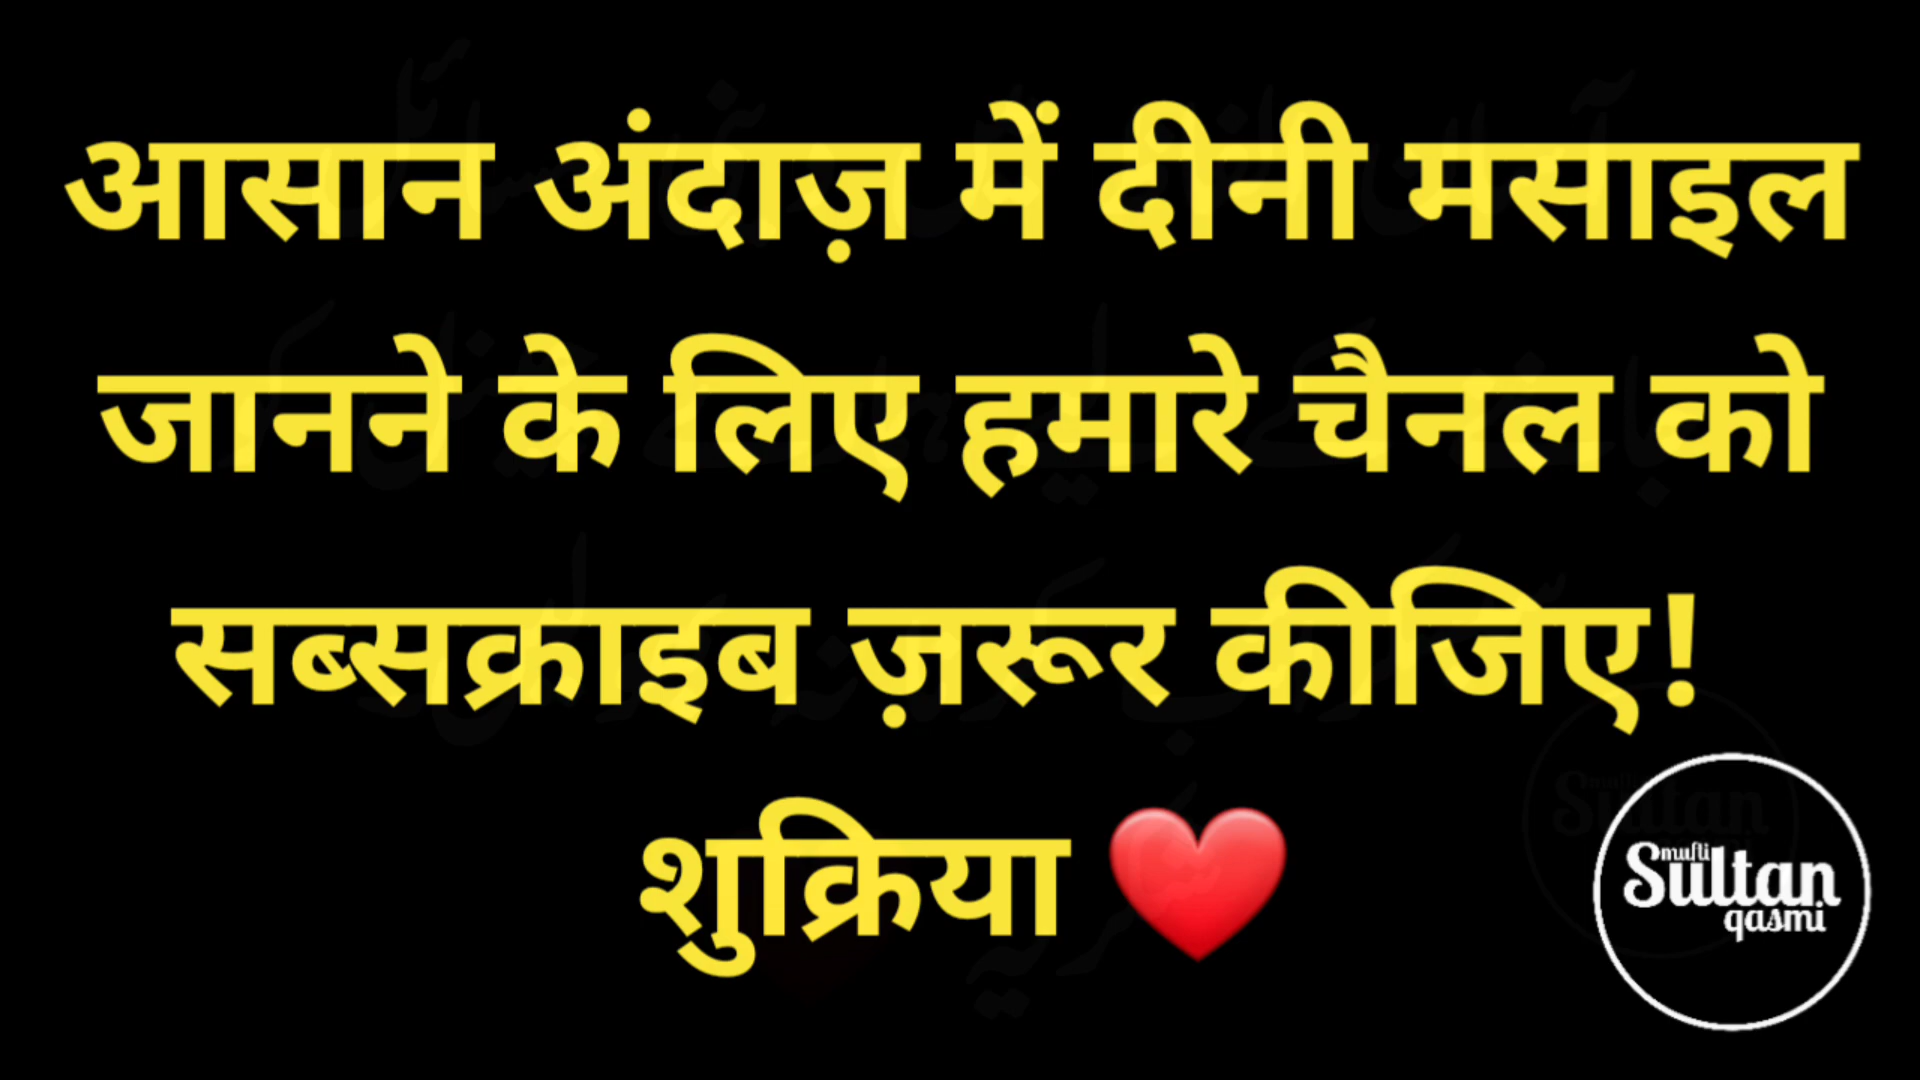 आसान अंदाज़ में दीनी मसाइल
जानने के लिए हमारे चैनल को
सब्सक्राइब ज़रूर कीजिए!
शुक्रिया ❤️
mufti
Sultan
qasmi